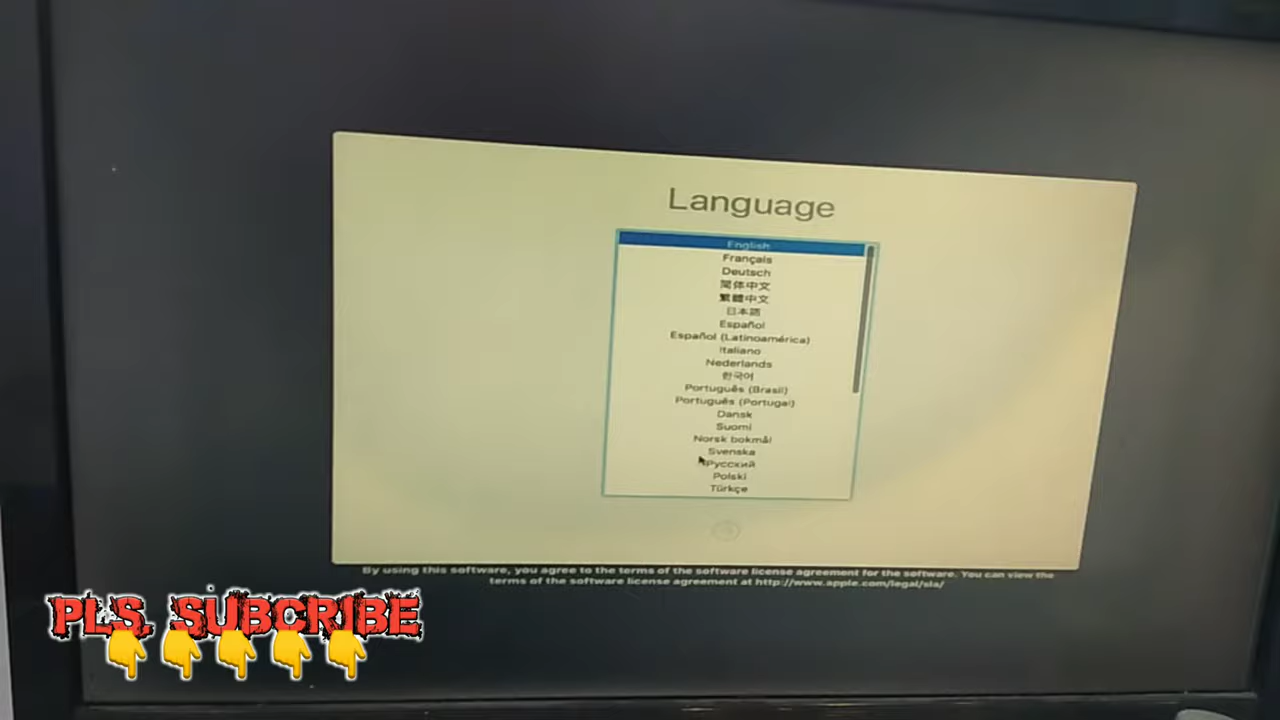 Language
English
Français
Deutsch
简体中文
繁體中文
日本語
Español
Español (Latinoamérica)
Italiano
Nederlands
한국어
Português (Brasil)
Português (Portugal)
Dansk
Suomi
Norsk bokmål
Svenska
Русский
Polski
Türkçe
By using this software, you agree to the terms of the software license agreement for the software. You can view the
terms of the software license agreement at http://www.apple.com/legal/sla/
PLS. SUBCRIBE